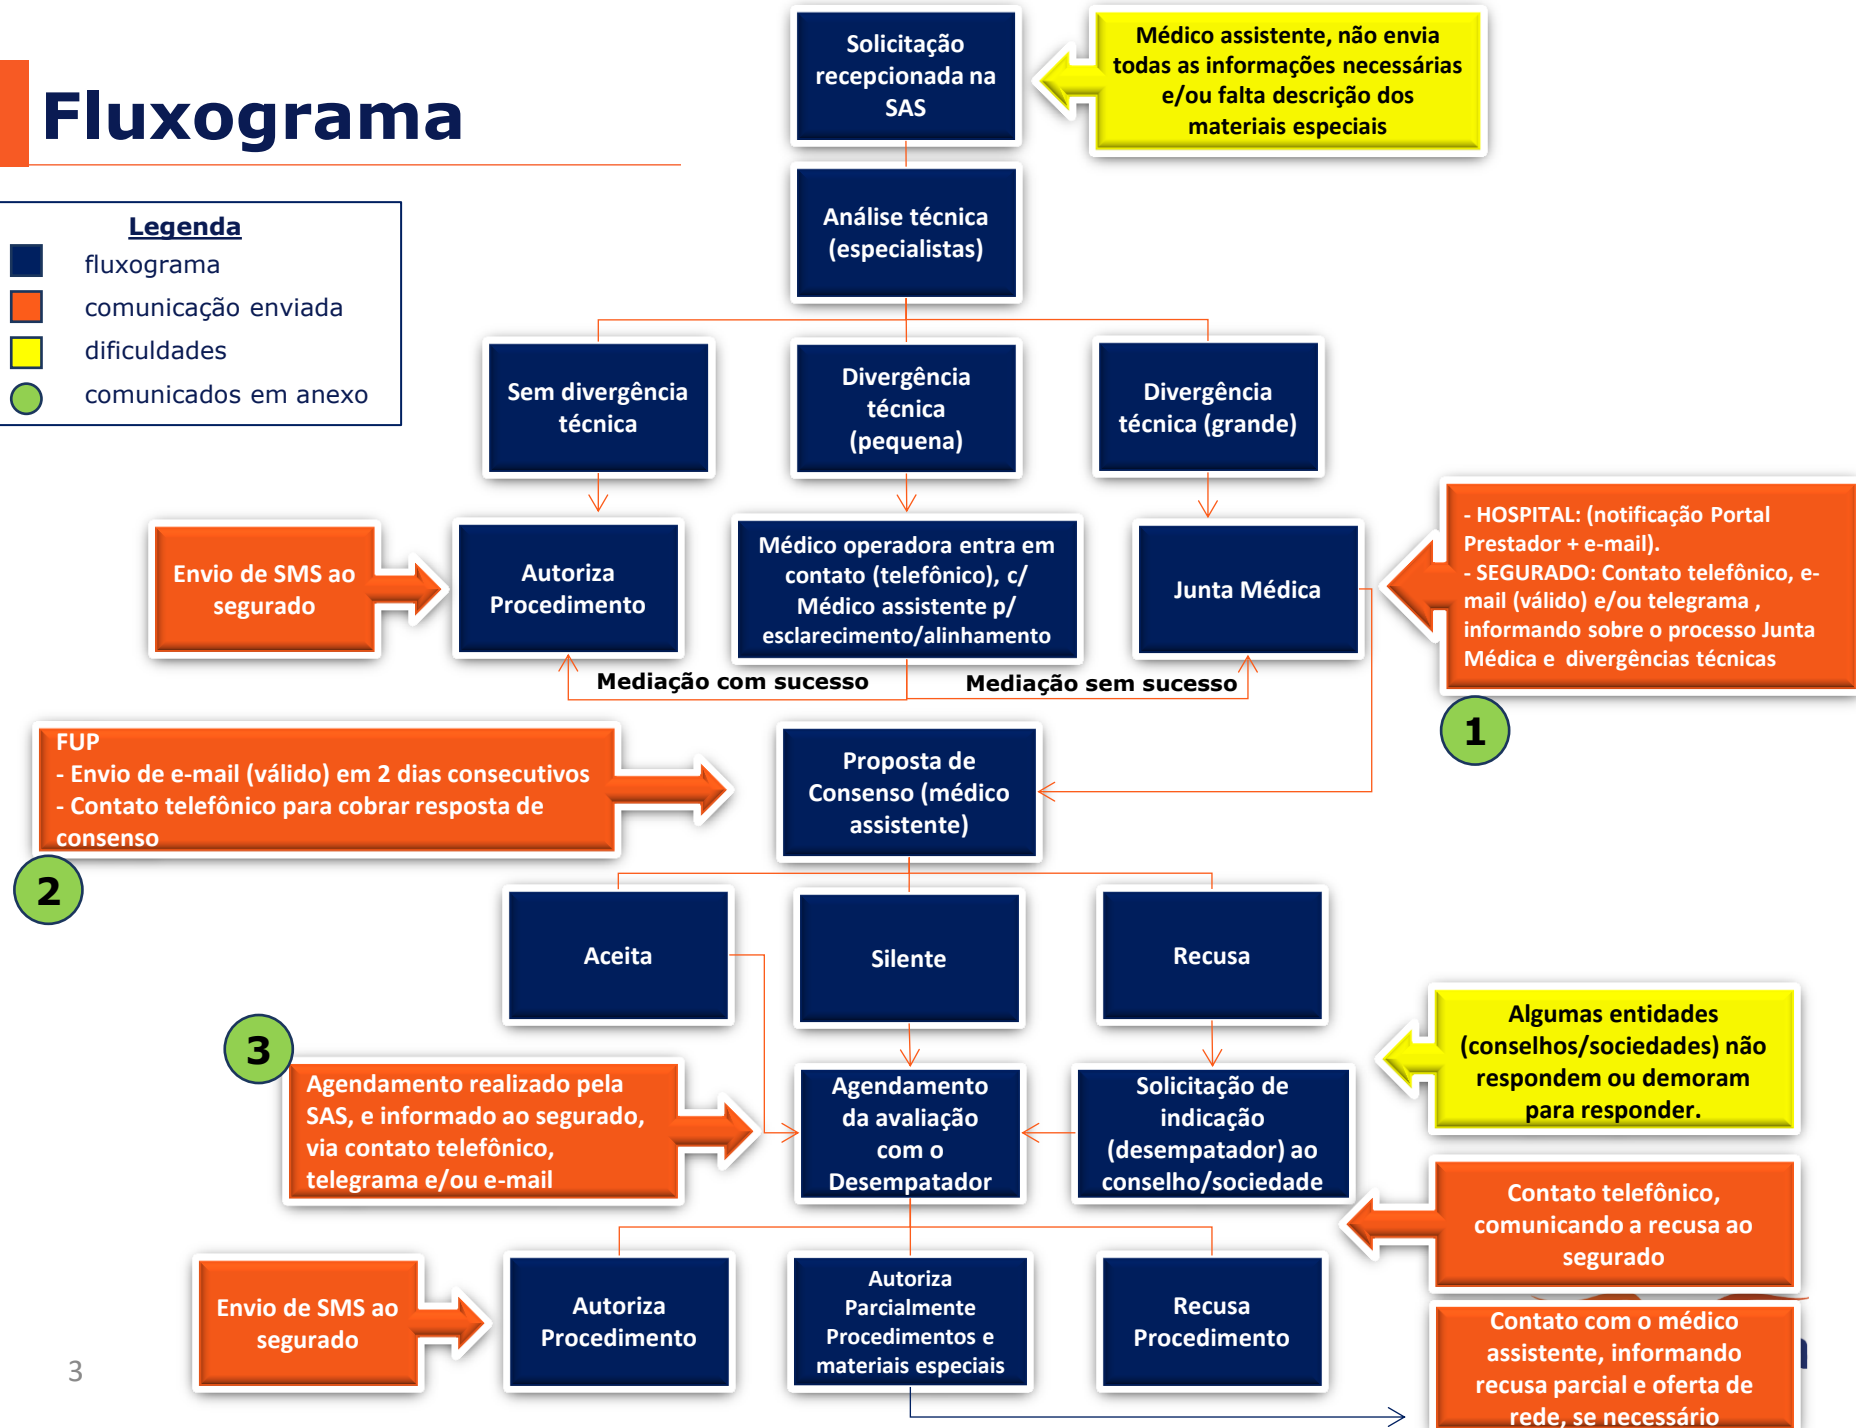 Fluxograma
Legenda
fluxograma
comunicação enviada
dificuldades
comunicados em anexo
Solicitação
recepcionada na
SAS
Médico assistente, não envia
todas as informações necessárias
e/ou falta descrição dos
materiais especiais
Análise técnica
(especialistas)
Sem divergência
técnica
Divergência
técnica
(pequena)
Divergência
técnica (grande)
Envio de SMS ao
segurado
Autoriza
Procedimento
Médico operadora entra em
contato (telefônico), c/
Médico assistente p/
esclarecimento/alinhamento
Junta Médica
- HOSPITAL: (notificação Portal
Prestador + e-mail).
- SEGURADO: Contato telefônico, e-
mail (válido) e/ou telegrama ,
informando sobre o processo Junta
Médica e divergências técnicas
Mediação com sucesso
Mediação sem sucesso
1
FUP
- Envio de e-mail (válido) em 2 dias consecutivos
- Contato telefônico para cobrar resposta de
consenso
2
Proposta de
Consenso (médico
assistente)
Aceita
Silente
Recusa
Algumas entidades
(conselhos/sociedades) não
respondem ou demoram
para responder.
3
Agendamento realizado pela
SAS, e informado ao segurado,
via contato telefônico,
telegrama e/ou e-mail
Agendamento
da avaliação
com o
Desempatador
Solicitação de
indicação
(desempatador) ao
conselho/sociedade
Contato telefônico,
comunicando a recusa ao
segurado
Envio de SMS ao
segurado
Autoriza
Procedimento
Autoriza
Parcialmente
Procedimentos e
materiais especiais
Recusa
Procedimento
Contato com o médico
assistente, informando
recusa parcial e oferta de
rede, se necessário
3